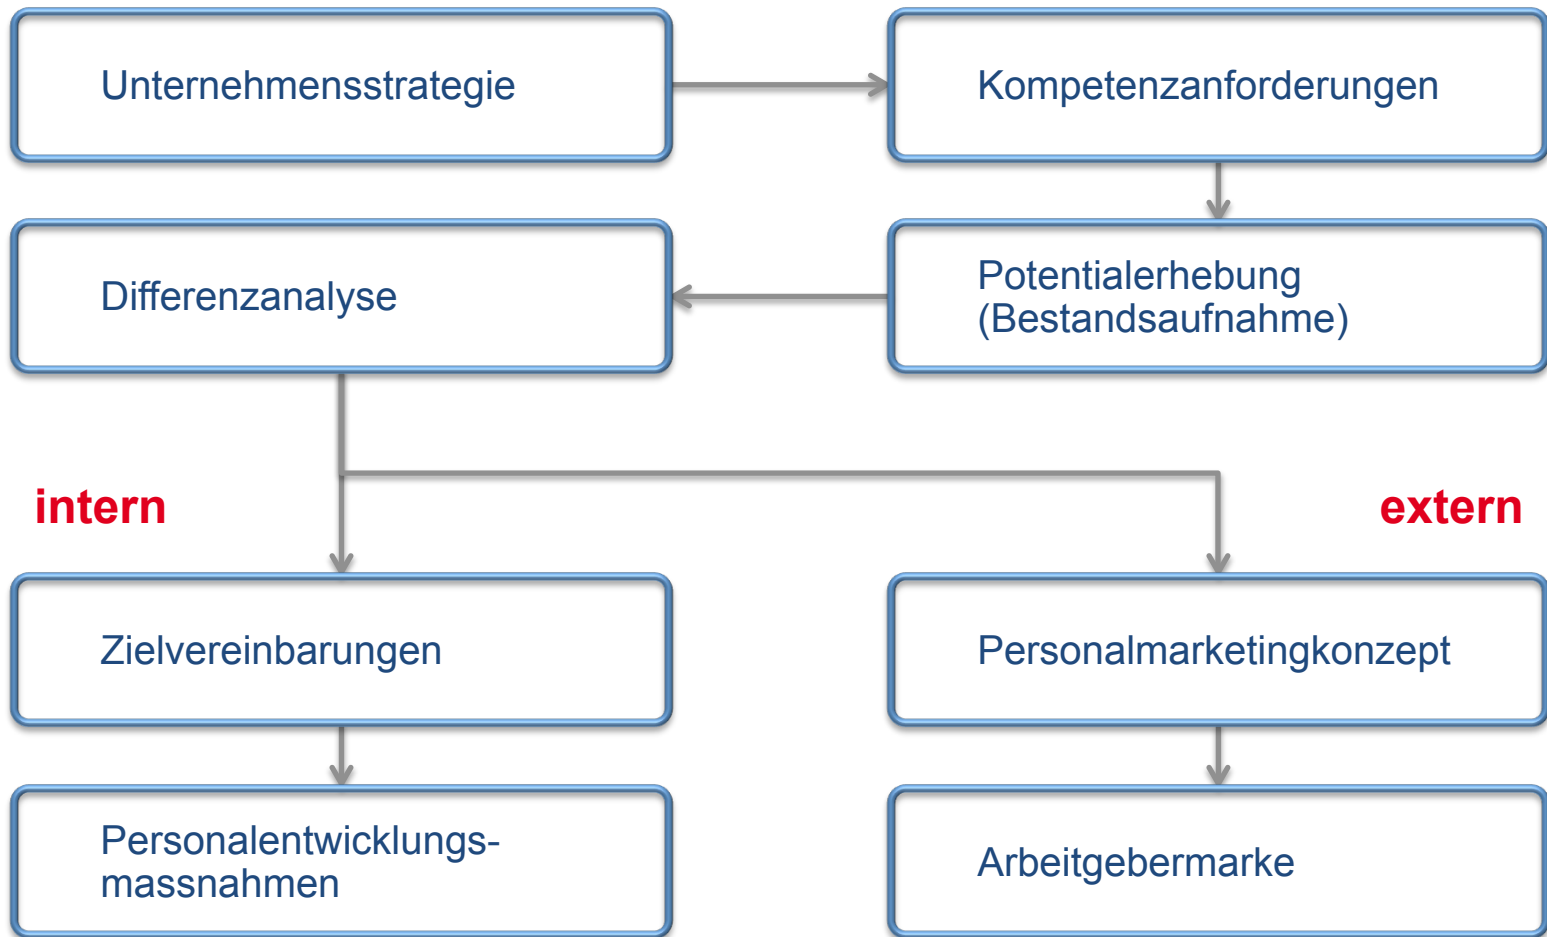 Unternehmensstrategie
Kompetenzanforderungen
Differenzanalyse
Potentialerhebung
(Bestandsaufnahme)
intern
extern
Zielvereinbarungen
Personalmarketingkonzept
Personalentwicklungs-
massnahmen
Arbeitgebermarke